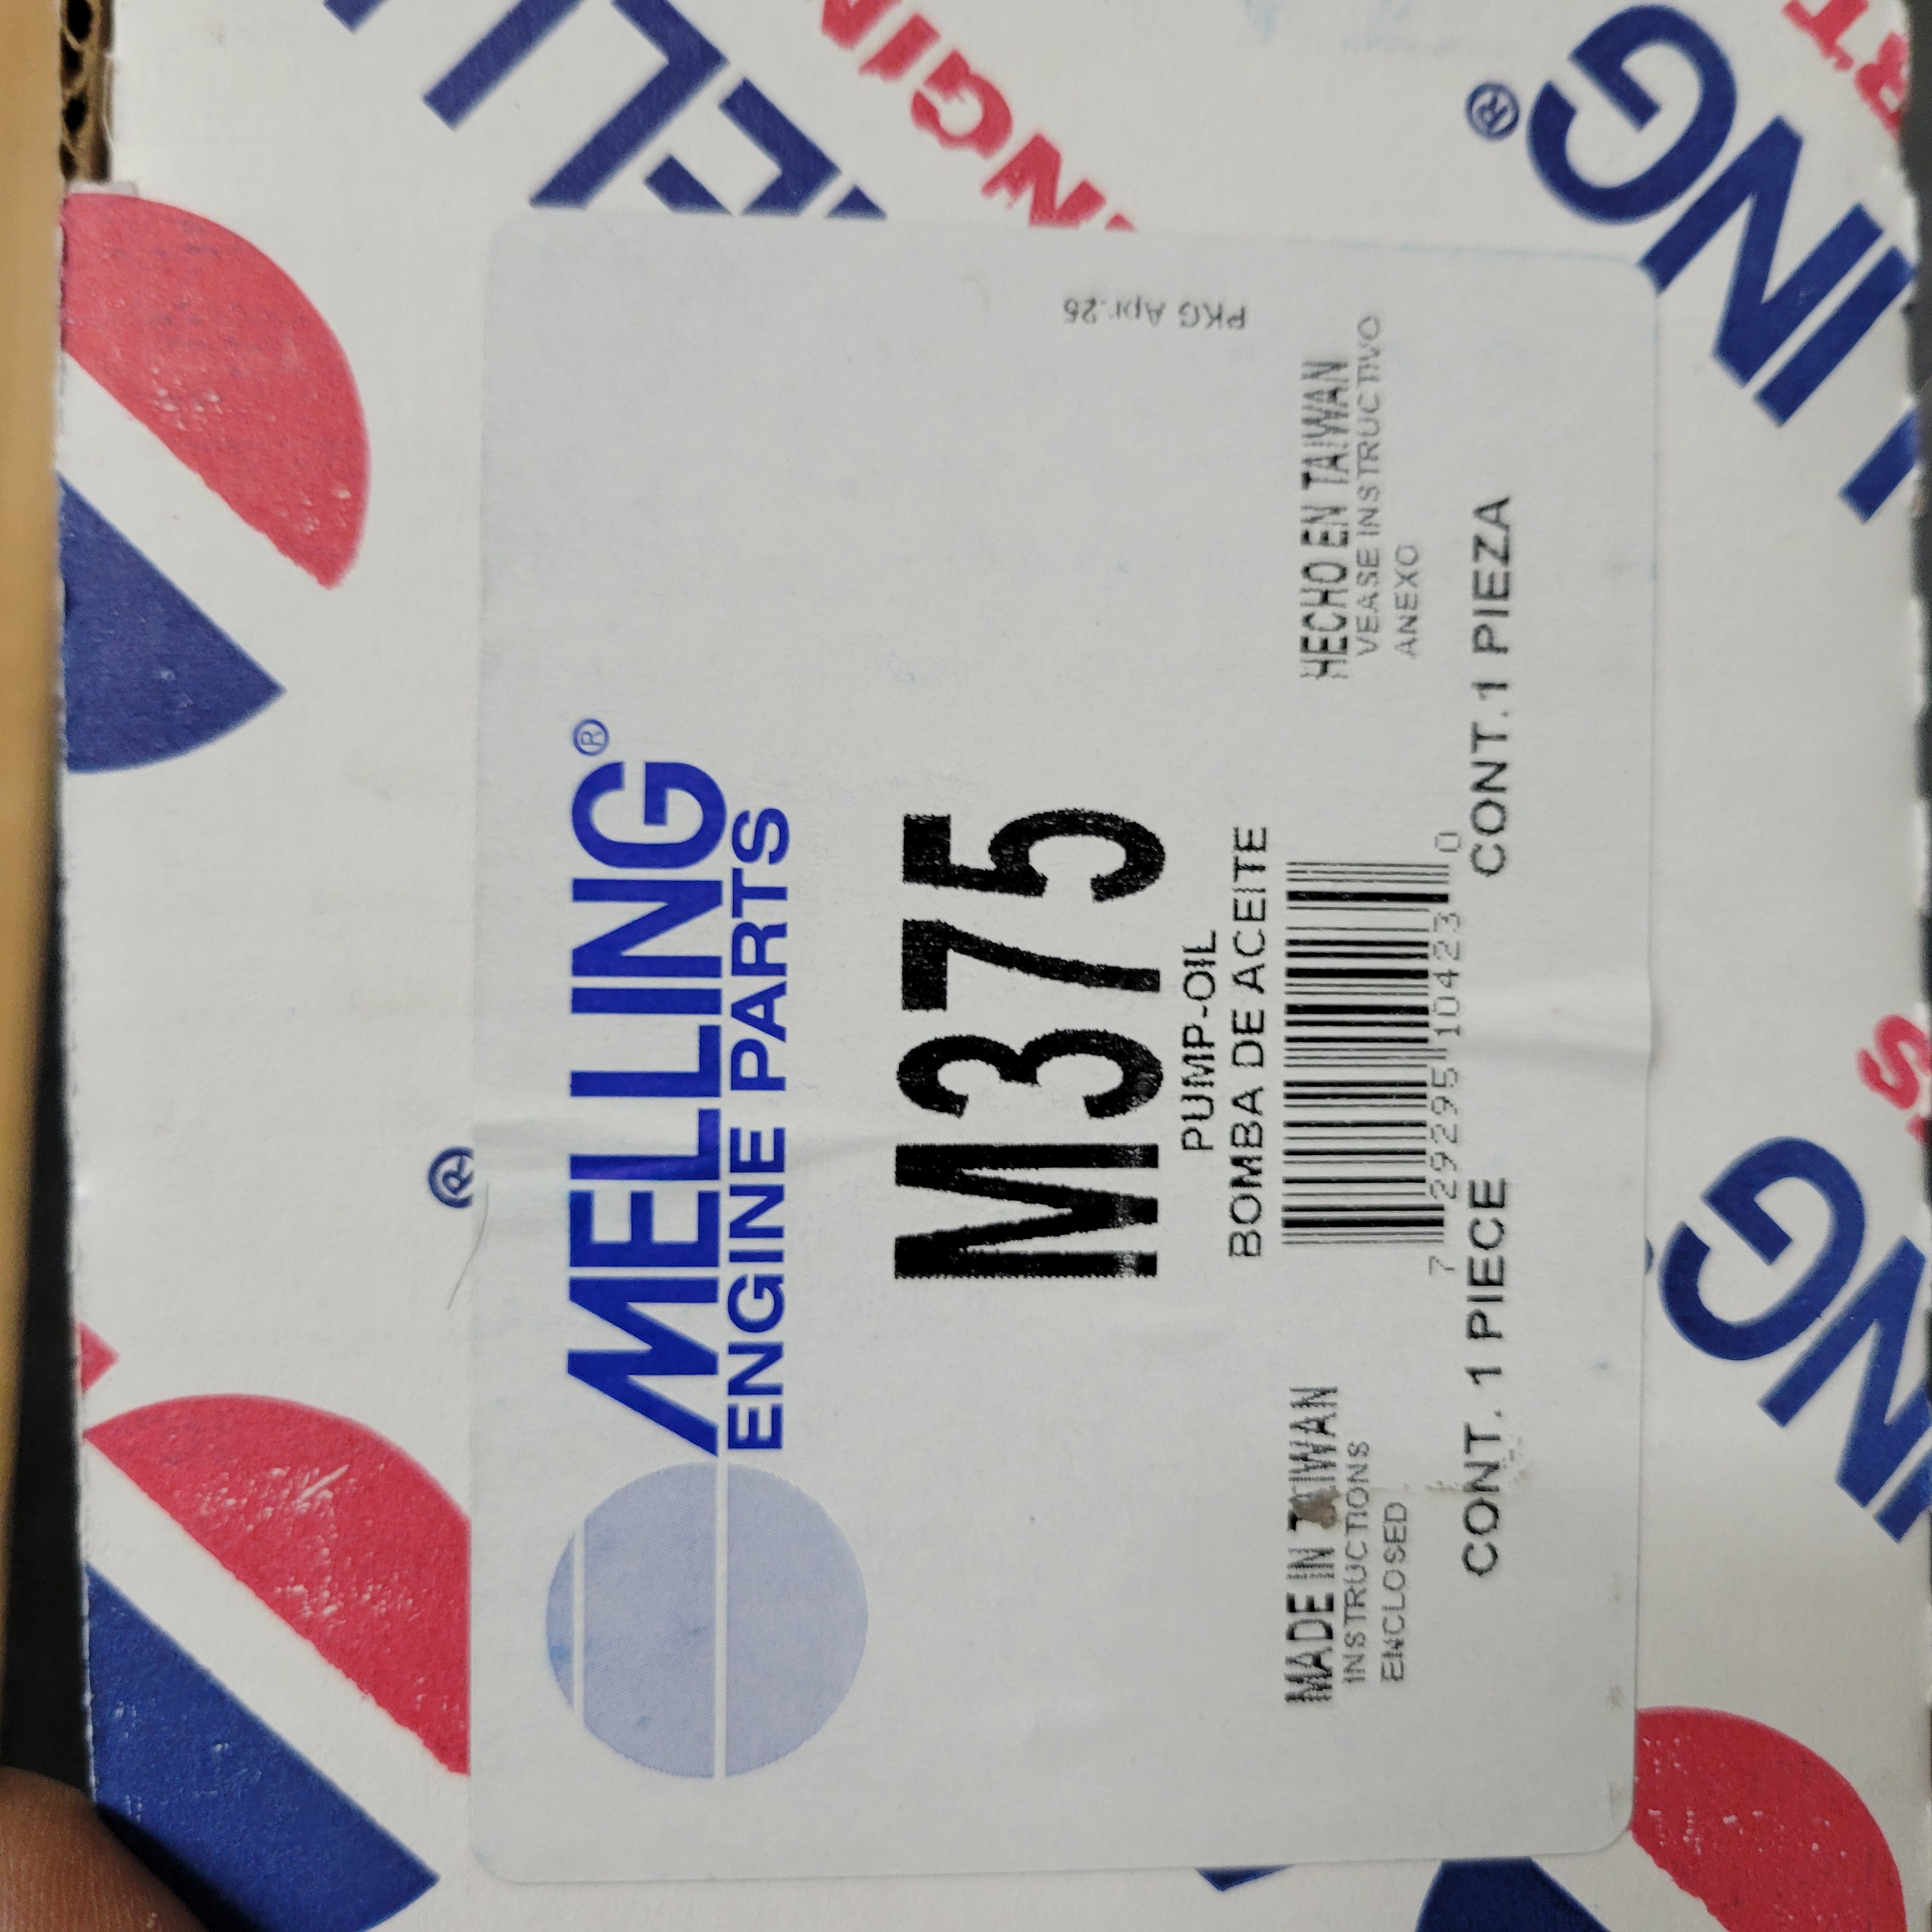 MELLING®
ENGINE PARTS
M375
PUMP-OIL
BOMBA DE ACEITE
7 29295 10423 0
MADE IN TAIWAN
INSTRUCTIONS
ENCLOSED
HECHO EN TAIWAN
VEASE INSTRUCTIVO
ANEXO
CONT. 1 PIECE
CONT. 1 PIEZA
PKG Apr.25